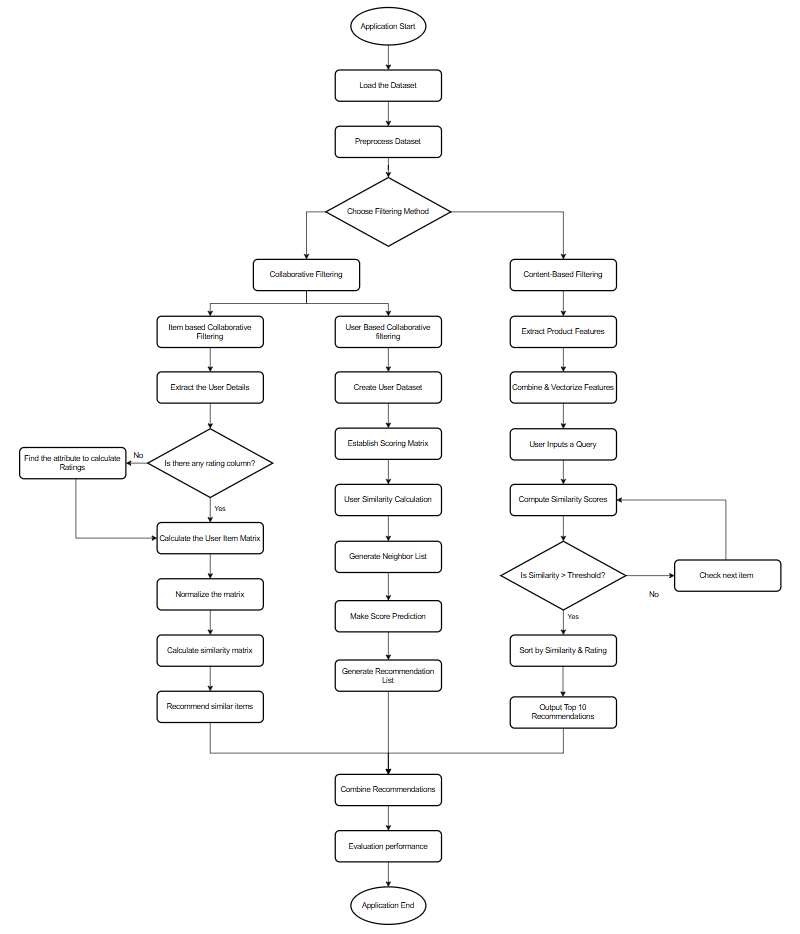 Application Start
Load the Dataset
Preprocess Dataset
Choose Filtering Method
Collaborative Filtering
Content-Based Filtering
Item based Collaborative
Filtering
User Based Collaborative
filtering
Extract Product Features
Extract the User Details
Create User Dataset
Combine & Vectorize Features
Is there any rating column?
No
Find the attribute to calculate
Ratings
Yes
Establish Scoring Matrix
User Inputs a Query
User Similarity Calculation
Compute Similarity Scores
Calculate the User Item Matrix
Generate Neighbor List
Is Similarity > Threshold?
No
Check next item
Yes
Normalize the matrix
Make Score Prediction
Calculate similarity matrix
Sort by Similarity & Rating
Generate Recommendation
List
Recommend similar items
Output Top 10
Recommendations
Combine Recommendations
Evaluation performance
Application End